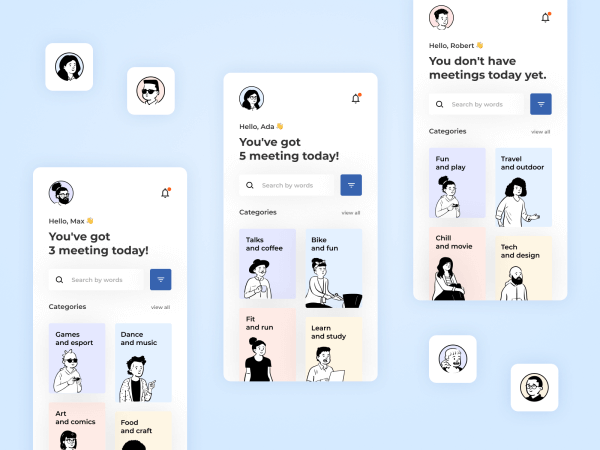 Hello, Max 👋
You've got
3 meeting today!
Search by words
Categories
view all
Games
and esport
Dance
and music
Art
and comics
Food
and craft
Hello, Ada 👋
You've got
5 meeting today!
Search by words
Categories
view all
Talks
and coffee
Bike
and fun
Fit
and run
Learn
and study
Hello, Robert 👋
You don't have
meetings today yet.
Search by words
Categories
view all
Fun
and play
Travel
and outdoor
Chill
and movie
Tech
and design